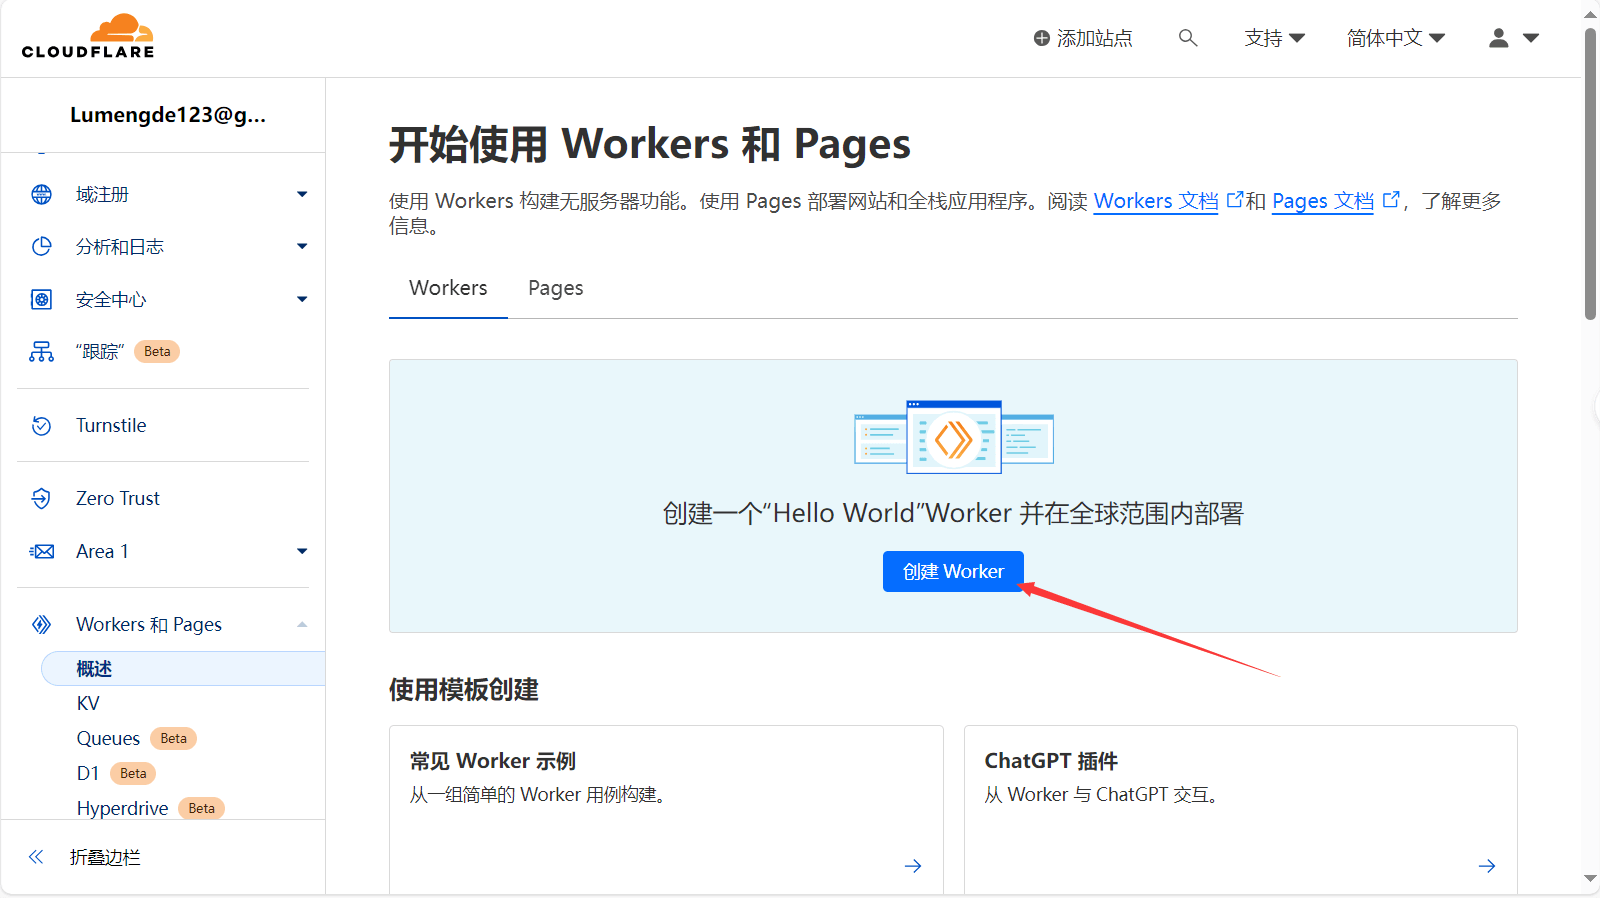 CLOUDFLARE
添加站点
支持
简体中文
Lumengde123@g...
域注册
分析和日志
安全中心
“跟踪” Beta
Turnstile
Zero Trust
Area 1
Workers 和 Pages
概述
KV
Queues Beta
D1 Beta
Hyperdrive Beta
折叠边栏
开始使用 Workers 和 Pages
使用 Workers 构建无服务器功能。使用 Pages 部署网站和全栈应用程序。阅读 Workers 文档 和 Pages 文档，了解更多
信息。
Workers Pages
创建一个“Hello World”Worker 并在全球范围内部署
创建 Worker
使用模板创建
常见 Worker 示例
从一组简单的 Worker 用例构建。
ChatGPT 插件
从 Worker 与 ChatGPT 交互。